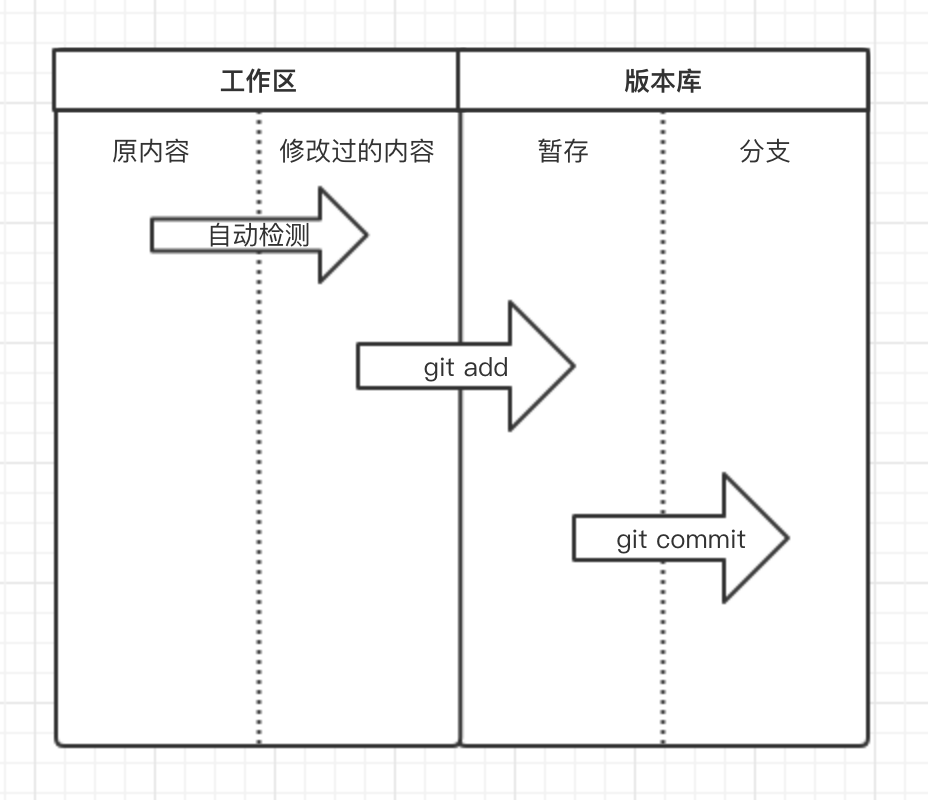 工作区
版本库
原内容
修改过的内容
暂存
分支
自动检测
git add
git commit